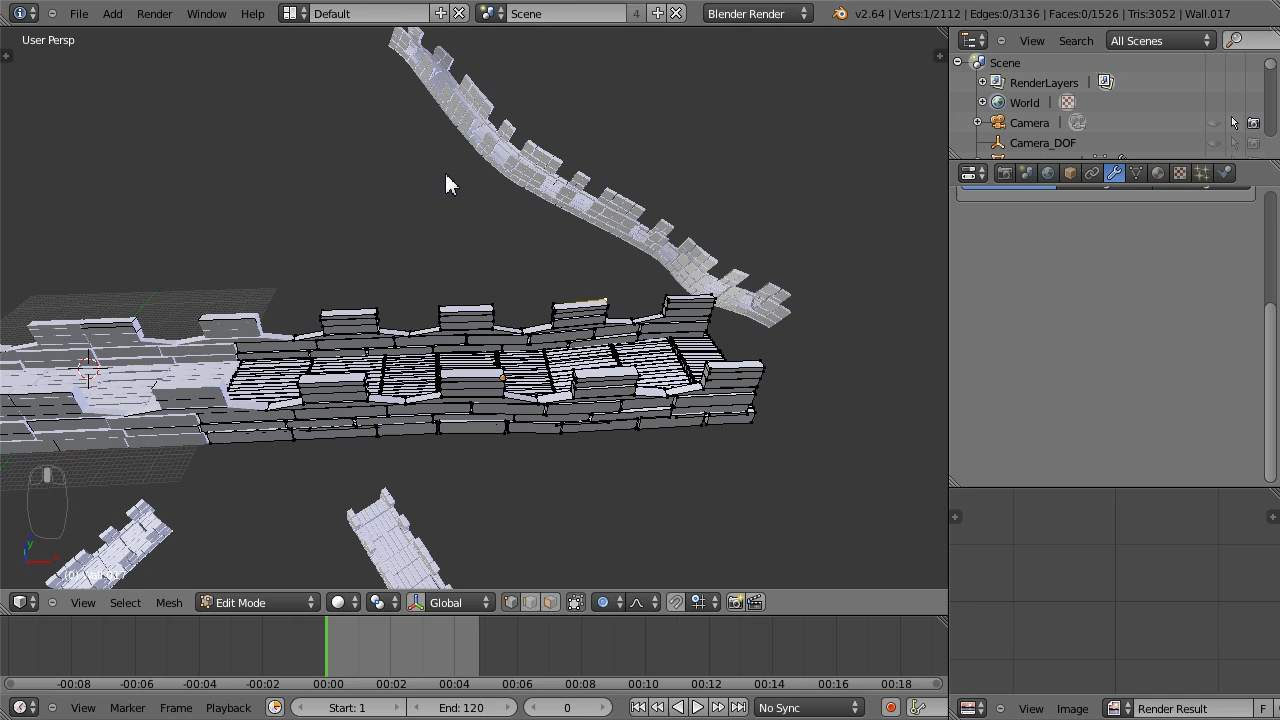 File Add Render Window Help Default Scene 4 Blender Render v2.64 | Verts:1/2112 | Edges:0/3136 | Faces:0/1526 | Tris:3052 | Wall.017
User Persp
View Search All Scenes
Scene
RenderLayers |
World |
Camera |
Camera_DOF
y
x
(0) Wall.017
View Select Mesh Edit Mode Global
-00:08 -00:06 -00:04 -00:02 00:00 00:02 00:04 00:06 00:08 00:10 00:12 00:14 00:16 00:18
View Marker Frame Playback Start: 1 End: 120 0 No Sync
View Image Render Result F